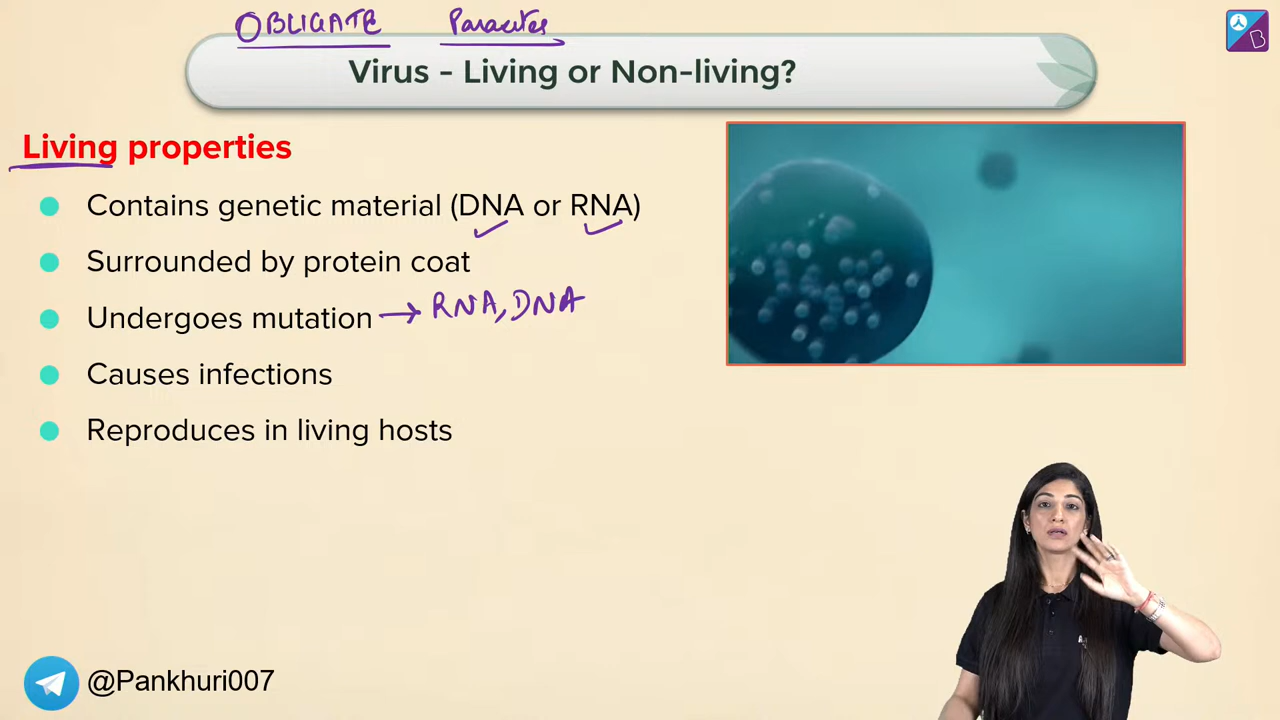 OBLIGATE Parasites
Virus - Living or Non-living?
Living properties
Contains genetic material (DNA or RNA)
Surrounded by protein coat
Undergoes mutation → RNA, DNA
Causes infections
Reproduces in living hosts
@Pankhuri007
B